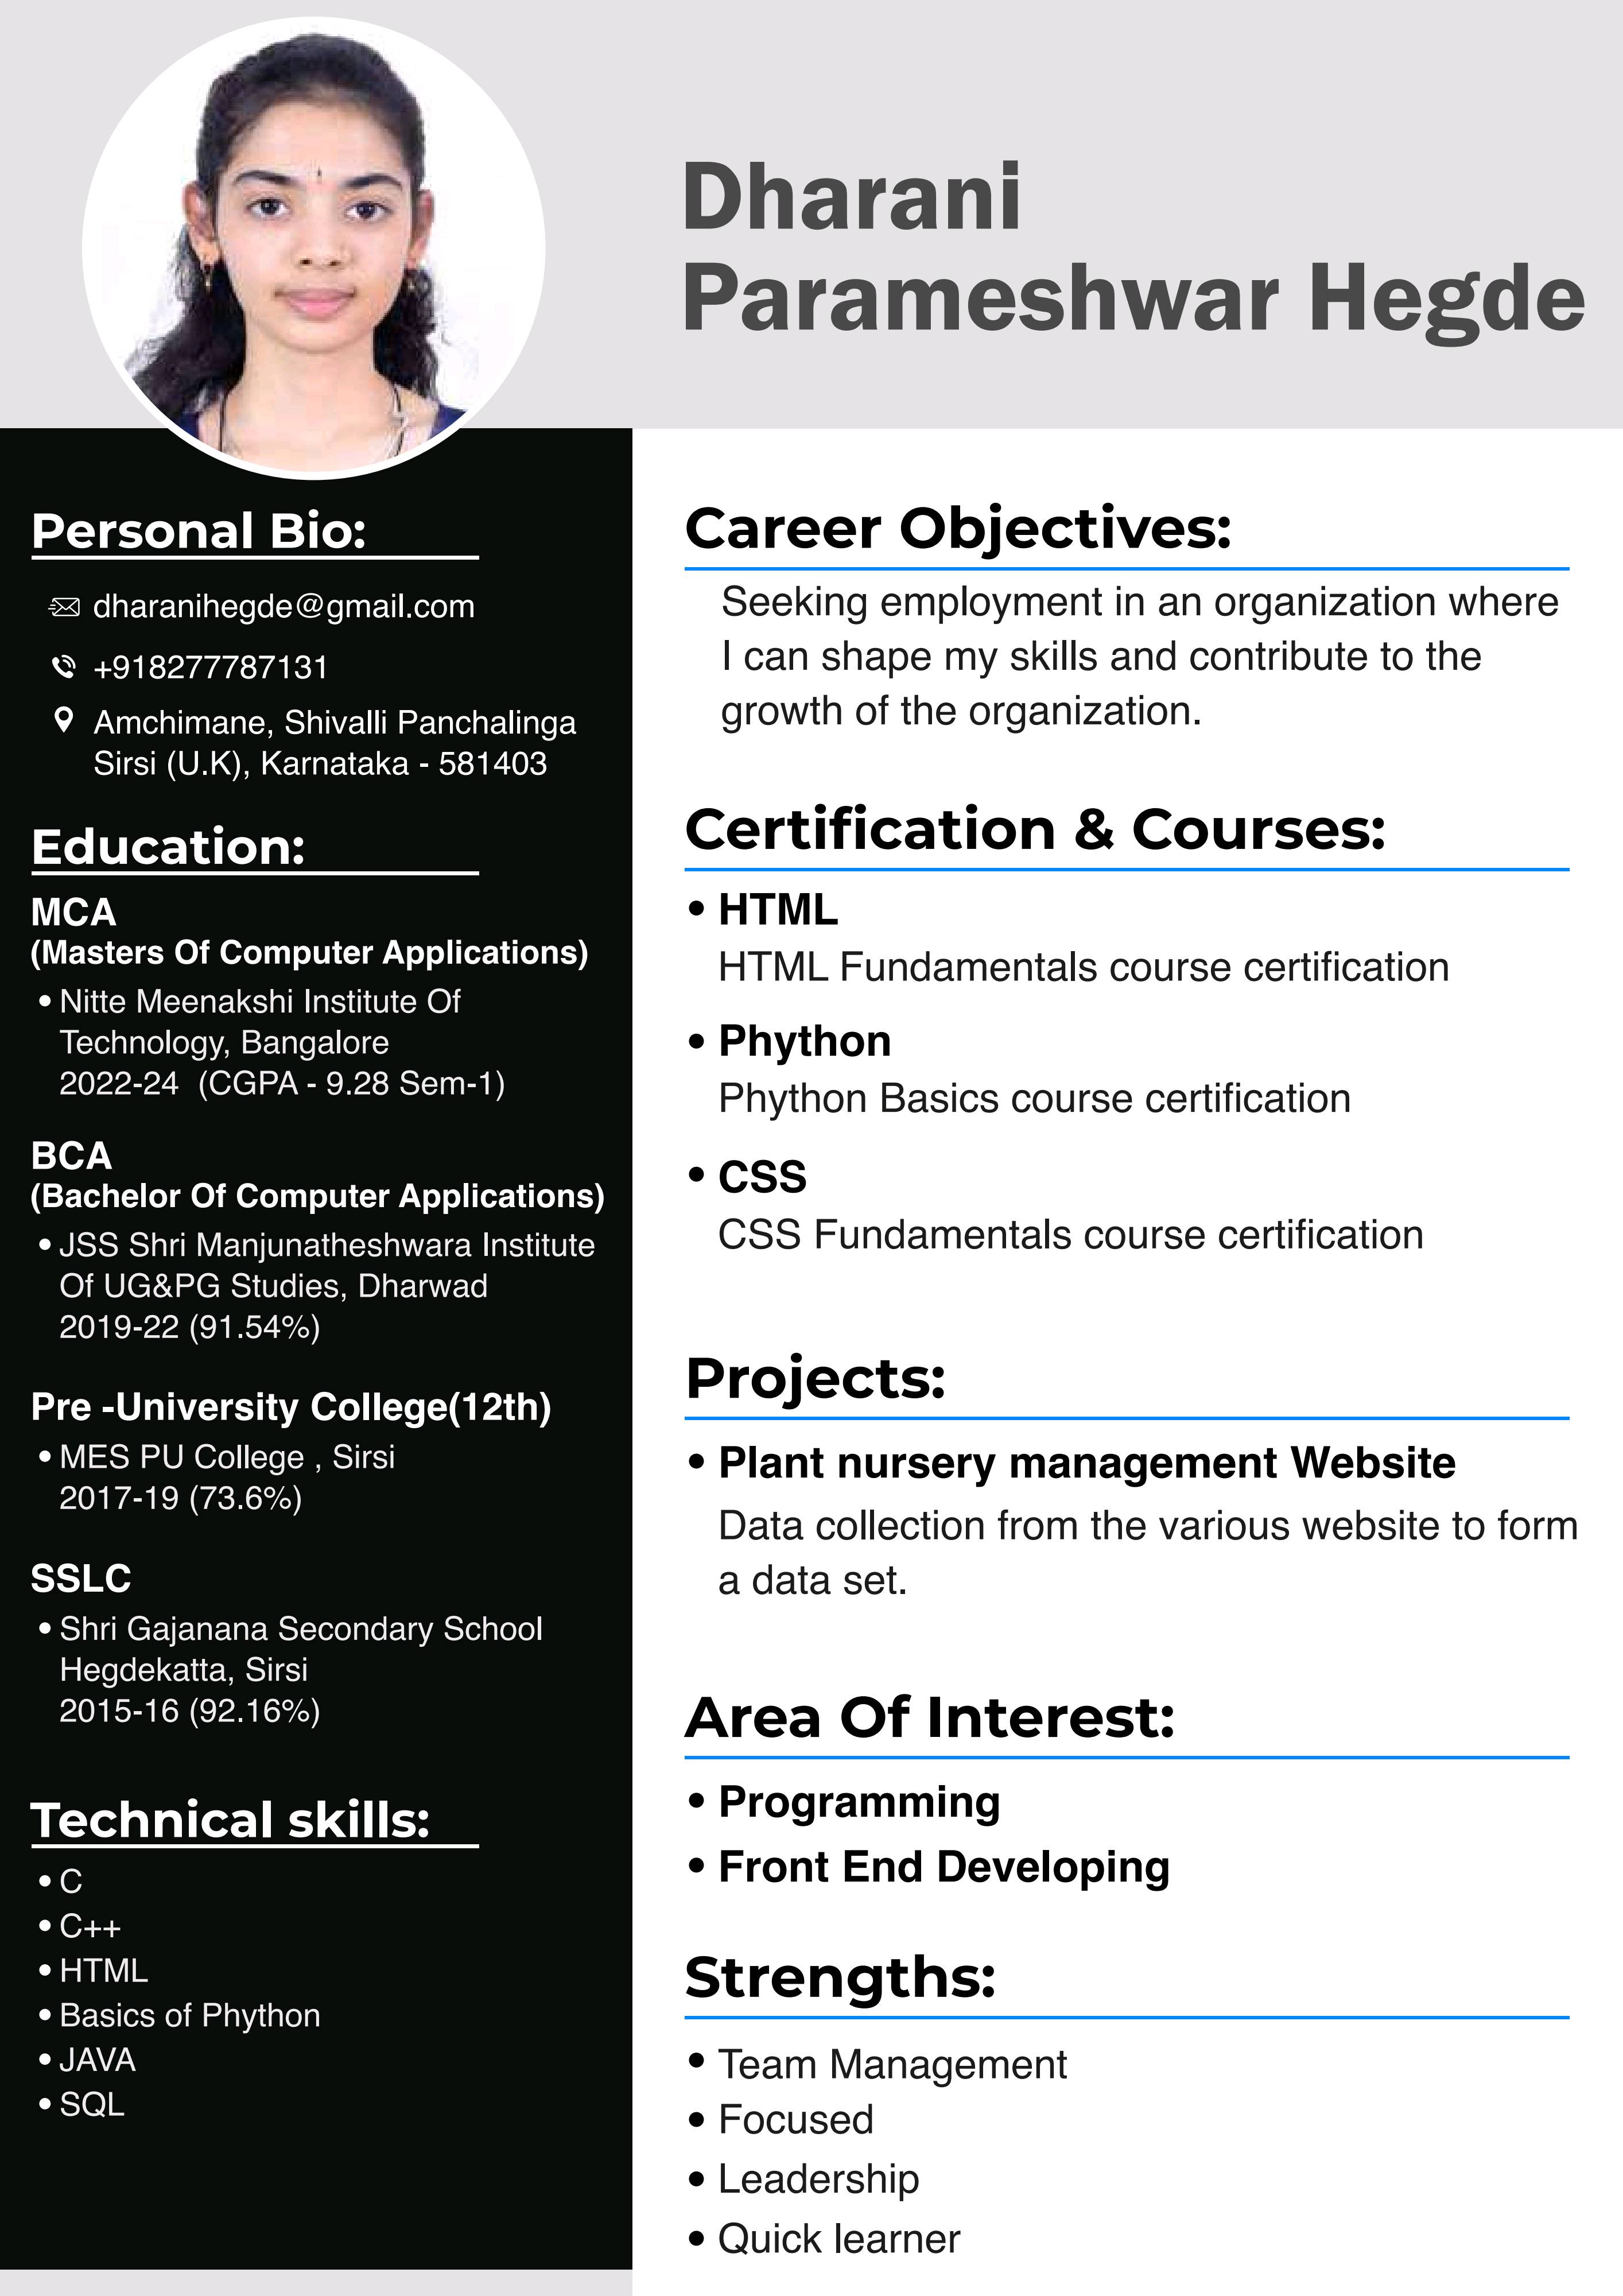 Dharani
Parameshwar Hegde
Personal Bio:
dharanihegde@gmail.com
+918277787131
Amchimane, Shivalli Panchalinga
Sirsi (U.K), Karnataka - 581403
Education:
MCA
(Masters Of Computer Applications)
• Nitte Meenakshi Institute Of
Technology, Bangalore
2022-24 (CGPA - 9.28 Sem-1)
BCA
(Bachelor Of Computer Applications)
• JSS Shri Manjunatheshwara Institute
Of UG&PG Studies, Dharwad
2019-22 (91.54%)
Pre -University College(12th)
• MES PU College , Sirsi
2017-19 (73.6%)
SSLC
• Shri Gajanana Secondary School
Hegdekatta, Sirsi
2015-16 (92.16%)
Technical skills:
• C
• C++
• HTML
• Basics of Phython
• JAVA
• SQL
Career Objectives:
Seeking employment in an organization where
I can shape my skills and contribute to the
growth of the organization.
Certification & Courses:
• HTML
HTML Fundamentals course certification
• Phython
Phython Basics course certification
• CSS
CSS Fundamentals course certification
Projects:
• Plant nursery management Website
Data collection from the various website to form
a data set.
Area Of Interest:
• Programming
• Front End Developing
Strengths:
• Team Management
• Focused
• Leadership
• Quick learner